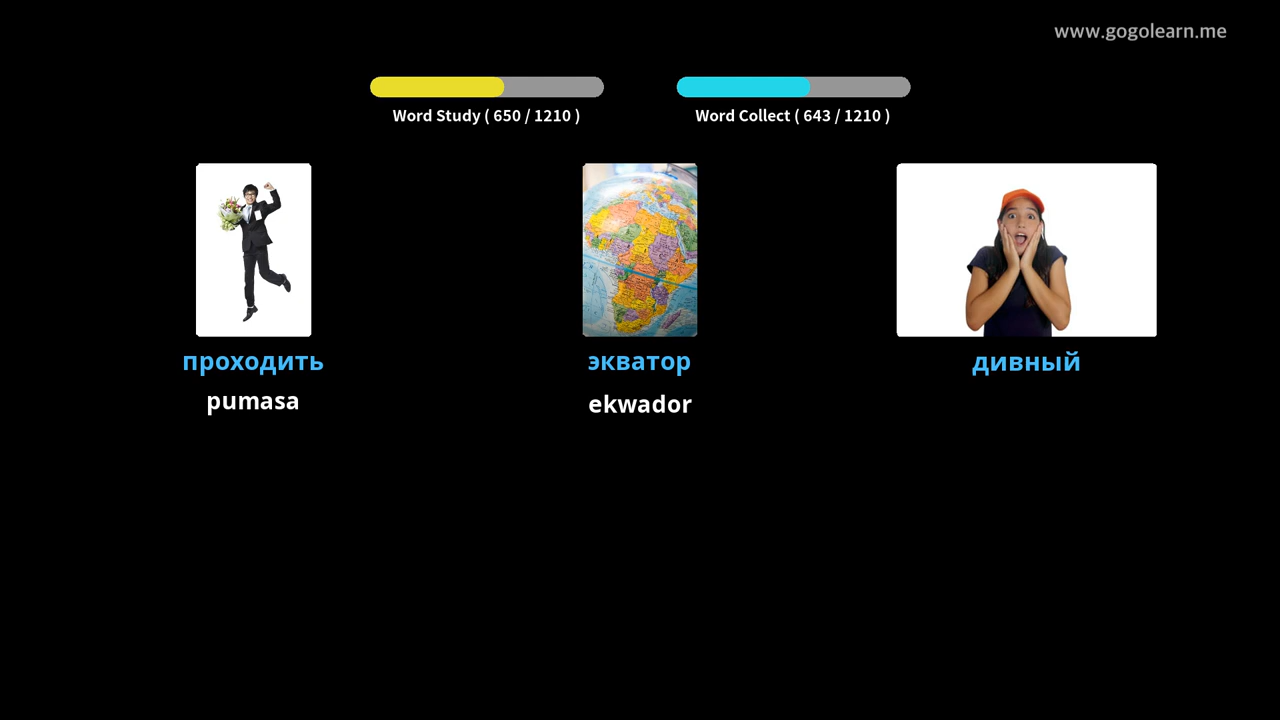 www.gogolearn.me
Word Study ( 650 / 1210 )
Word Collect ( 643 / 1210 )
проходить
экватор
дивный
pumasa
ekwador